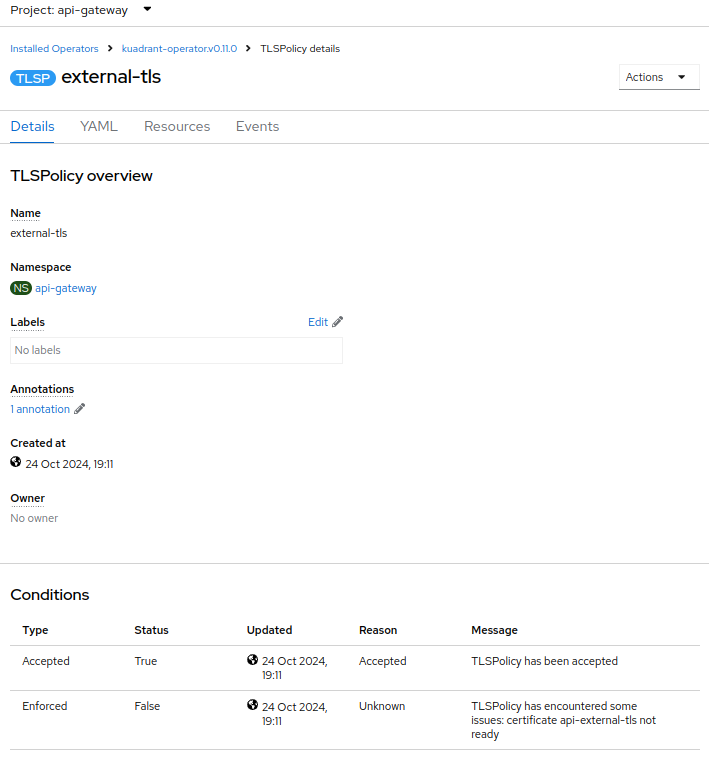 Project: api-gateway
Installed Operators > kuadrant-operator.v0.11.0 > TLSPolicy details
TLSP external-tls
Actions
Details YAML Resources Events
TLSPolicy overview
Name
external-tls
Namespace
NS api-gateway
Labels Edit
No labels
Annotations
1 annotation
Created at
24 Oct 2024, 19:11
Owner
No owner
Conditions
Type Status Updated Reason Message
Accepted True 24 Oct 2024, Accepted TLSPolicy has been accepted
19:11
Enforced False 24 Oct 2024, Unknown TLSPolicy has encountered some
19:11 issues: certificate api-external-tls not
ready